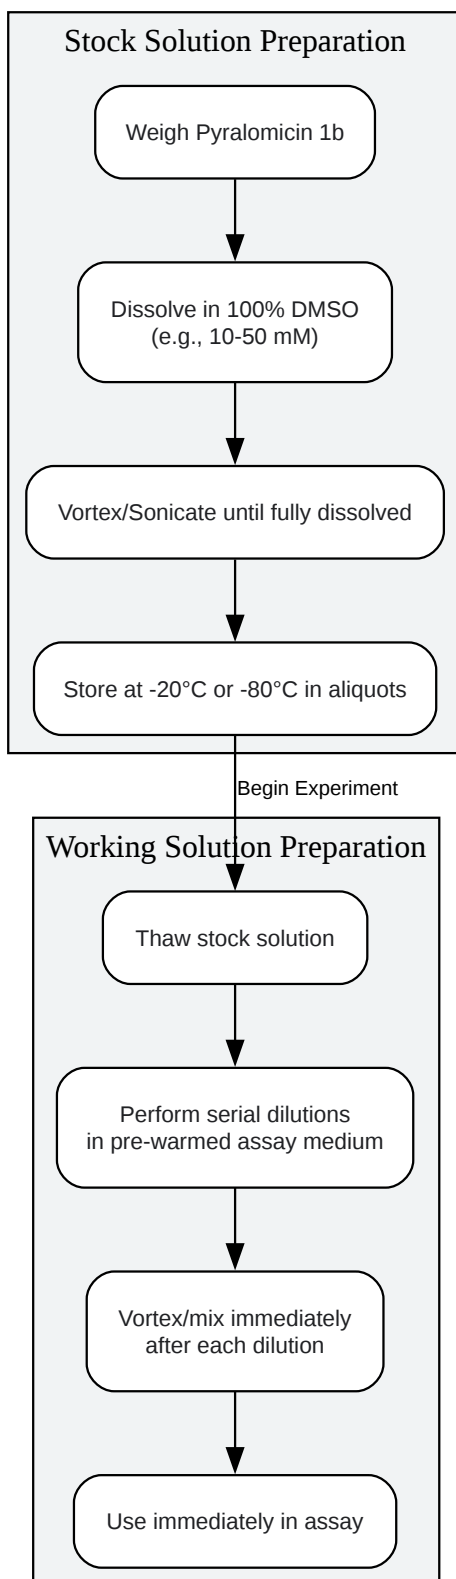 Stock Solution Preparation
Weigh Pyralomicin 1b
Dissolve in 100% DMSO
(e.g., 10-50 mM)
Vortex/Sonicate until fully dissolved
Store at -20°C or -80°C in aliquots
Begin Experiment
Working Solution Preparation
Thaw stock solution
Perform serial dilutions
in pre-warmed assay medium
Vortex/mix immediately
after each dilution
Use immediately in assay